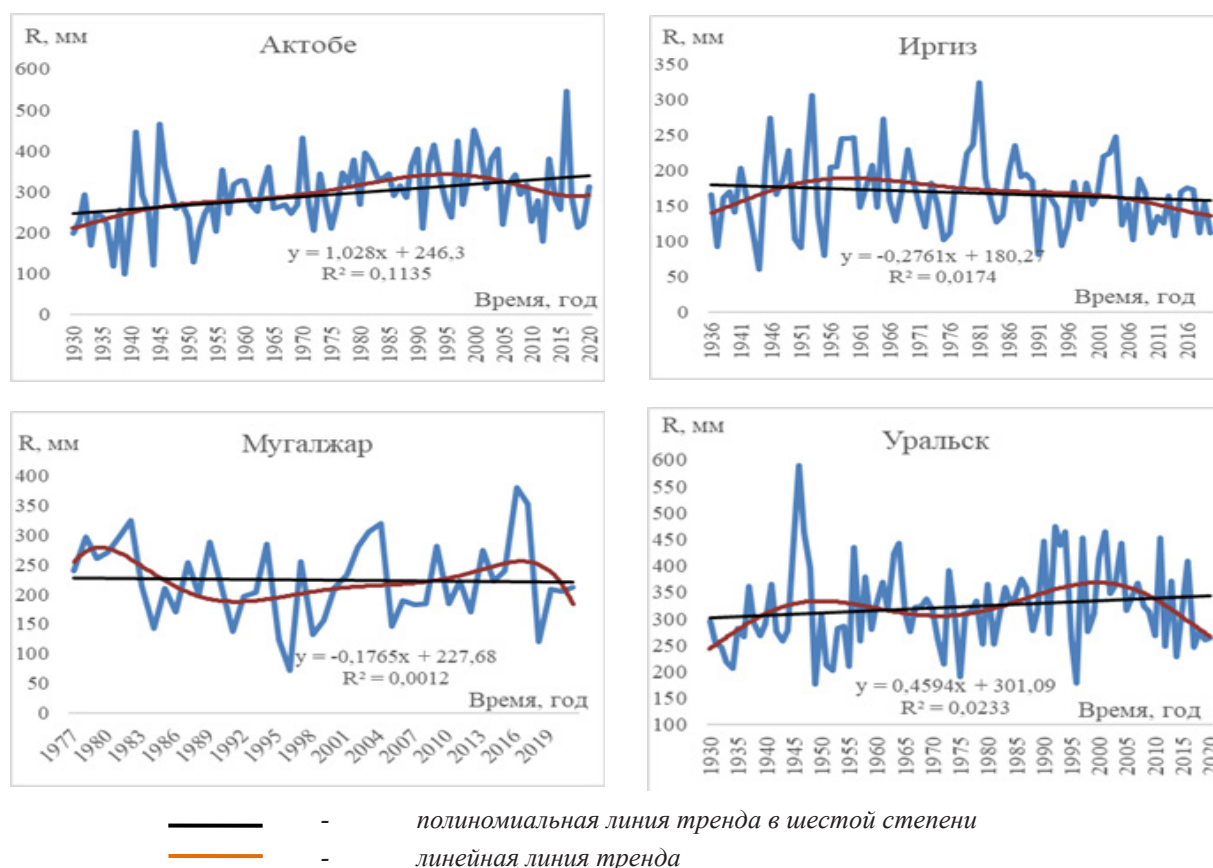 R, мм
Актобе
600
500
400
300
200
100
0
y = 1,028x + 246,3
R² = 0,1135
Время, год
1930 1935 1940 1945 1950 1955 1960 1965 1970 1975 1980 1985 1990 1995 2000 2005 2010 2015 2020
R, мм
Иргиз
350
300
250
200
150
100
50
0
y = -0,2761x + 180,27
R² = 0,0174
Время, год
1936 1941 1946 1951 1956 1961 1966 1971 1976 1981 1986 1991 1996 2001 2006 2011 2016
R, мм
Мугалжар
400
350
300
250
200
150
100
50
0
y = -0,1765x + 227,68
R² = 0,0012
Время, год
1977 1980 1983 1986 1989 1992 1995 1998 2001 2004 2007 2010 2013 2016 2019
R, мм
Уральск
600
550
500
450
400
350
300
250
200
150
100
y = 0,4594x + 301,09
R² = 0,0233
Время, год
1930 1935 1940 1945 1950 1955 1960 1965 1970 1975 1980 1985 1990 1995 2000 2005 2010 2015 2020
- полиномиальная линия тренда в шестой степени
- линейная линия тренда